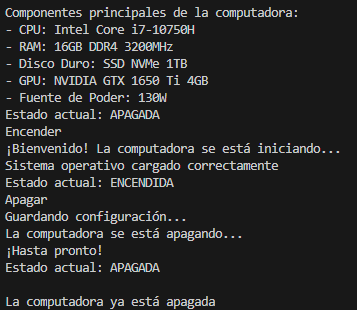 Componentes principales de la computadora:
- CPU: Intel Core i7-10750H
- RAM: 16GB DDR4 3200MHz
- Disco Duro: SSD NVMe 1TB
- GPU: NVIDIA GTX 1650 Ti 4GB
- Fuente de Poder: 130W
Estado actual: APAGADA
Encender
¡Bienvenido! La computadora se está iniciando...
Sistema operativo cargado correctamente
Estado actual: ENCENDIDA
Apagar
Guardando configuración...
La computadora se está apagando...
¡Hasta pronto!
Estado actual: APAGADA
La computadora ya está apagada